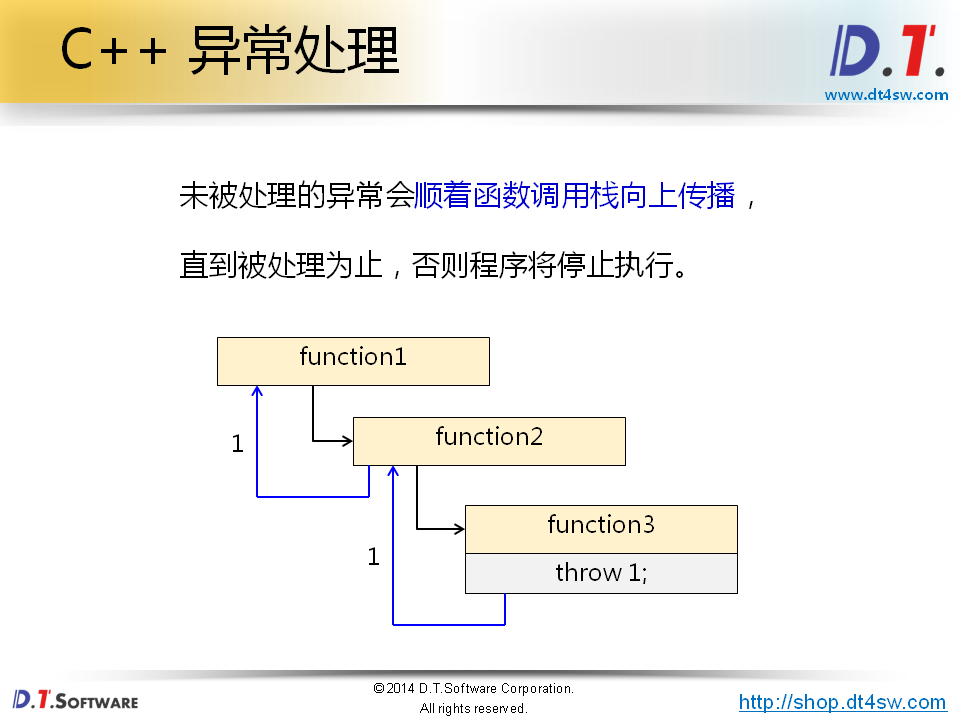 C++ 异常处理
D.T.
www.dt4sw.com
未被处理的异常会顺着函数调用栈向上传播，
直到被处理为止，否则程序将停止执行。
function1
1
function2
function3
1
throw 1;
D.T.SOFTWARE
©2014 D.T.Software Corporation.
All rights reserved.
http://shop.dt4sw.com